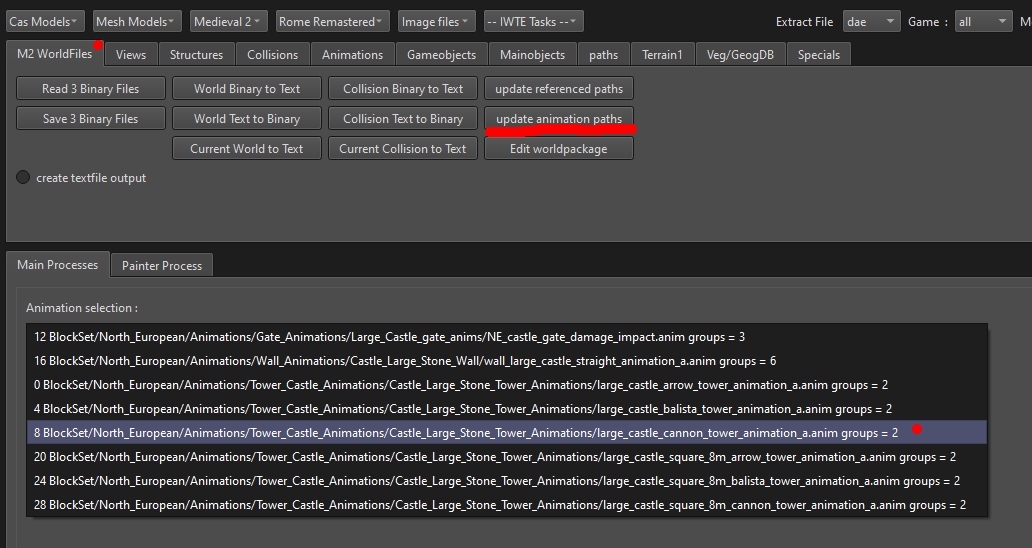 Cas Models Mesh Models Medieval 2 Rome Remastered Image files -- IWTE Tasks -- Extract File dae Game : all M
M2 WorldFiles Views Structures Collisions Animations Gameobjects Mainobjects paths Terrain1 Veg/GeogDB Specials
Read 3 Binary Files World Binary to Text Collision Binary to Text update referenced paths
Save 3 Binary Files World Text to Binary Collision Text to Binary update animation paths
Current World to Text Current Collision to Text Edit worldpackage
create textfile output
Main Processes Painter Process
Animation selection :
12 BlockSet/North_European/Animations/Gate_Animations/Large_Castle_gate_anims/NE_castle_gate_damage_impact.anim groups = 3
16 BlockSet/North_European/Animations/Wall_Animations/Castle_Large_Stone_Wall/wall_large_castle_straight_animation_a.anim groups = 6
0 BlockSet/North_European/Animations/Tower_Castle_Animations/Castle_Large_Stone_Tower_Animations/large_castle_arrow_tower_animation_a.anim groups = 2
4 BlockSet/North_European/Animations/Tower_Castle_Animations/Castle_Large_Stone_Tower_Animations/large_castle_balista_tower_animation_a.anim groups = 2
8 BlockSet/North_European/Animations/Tower_Castle_Animations/Castle_Large_Stone_Tower_Animations/large_castle_cannon_tower_animation_a.anim groups = 2
20 BlockSet/North_European/Animations/Tower_Castle_Animations/Castle_Large_Stone_Tower_Animations/large_castle_square_8m_arrow_tower_animation_a.anim groups = 2
24 BlockSet/North_European/Animations/Tower_Castle_Animations/Castle_Large_Stone_Tower_Animations/large_castle_square_8m_balista_tower_animation_a.anim groups = 2
28 BlockSet/North_European/Animations/Tower_Castle_Animations/Castle_Large_Stone_Tower_Animations/large_castle_square_8m_cannon_tower_animation_a.anim groups = 2